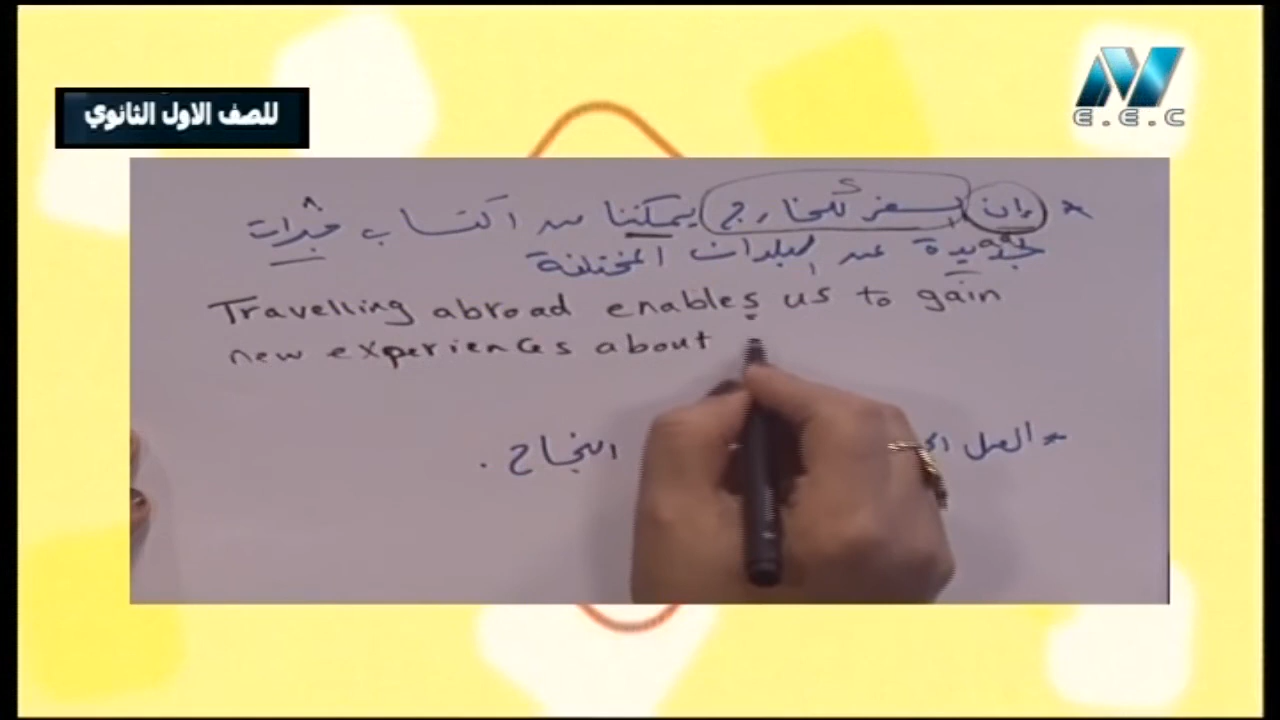 للصف الاول الثانوي
E.E.C
* إن السفر للخارج يمكننا من اكتساب خبرات
جديدة عن البلدان المختلفة
Travelling abroad enables us to gain
new experiences about
* العمل
النجاح .